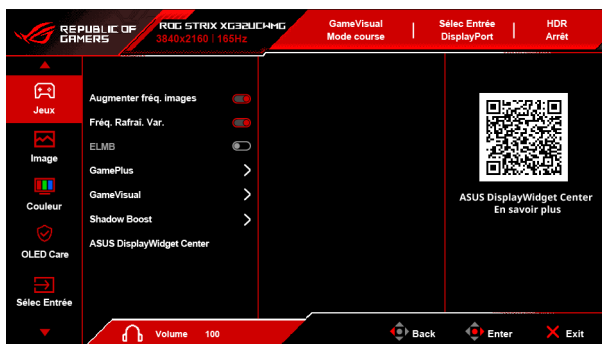 REPUBLIC OF
GAMERS
ROG STRIX XG32UCWMG
3840x2160 | 165Hz
GameVisual
Mode course
Sélec Entrée
DisplayPort
HDR
Arrêt
Jeux
Image
Couleur
OLED Care
Sélec Entrée
Augmenter fréq. images
Fréq. Rafraî. Var.
ELMB
GamePlus
GameVisual
Shadow Boost
ASUS DisplayWidget Center
ASUS DisplayWidget Center
En savoir plus
Volume 100
Back
Enter
Exit